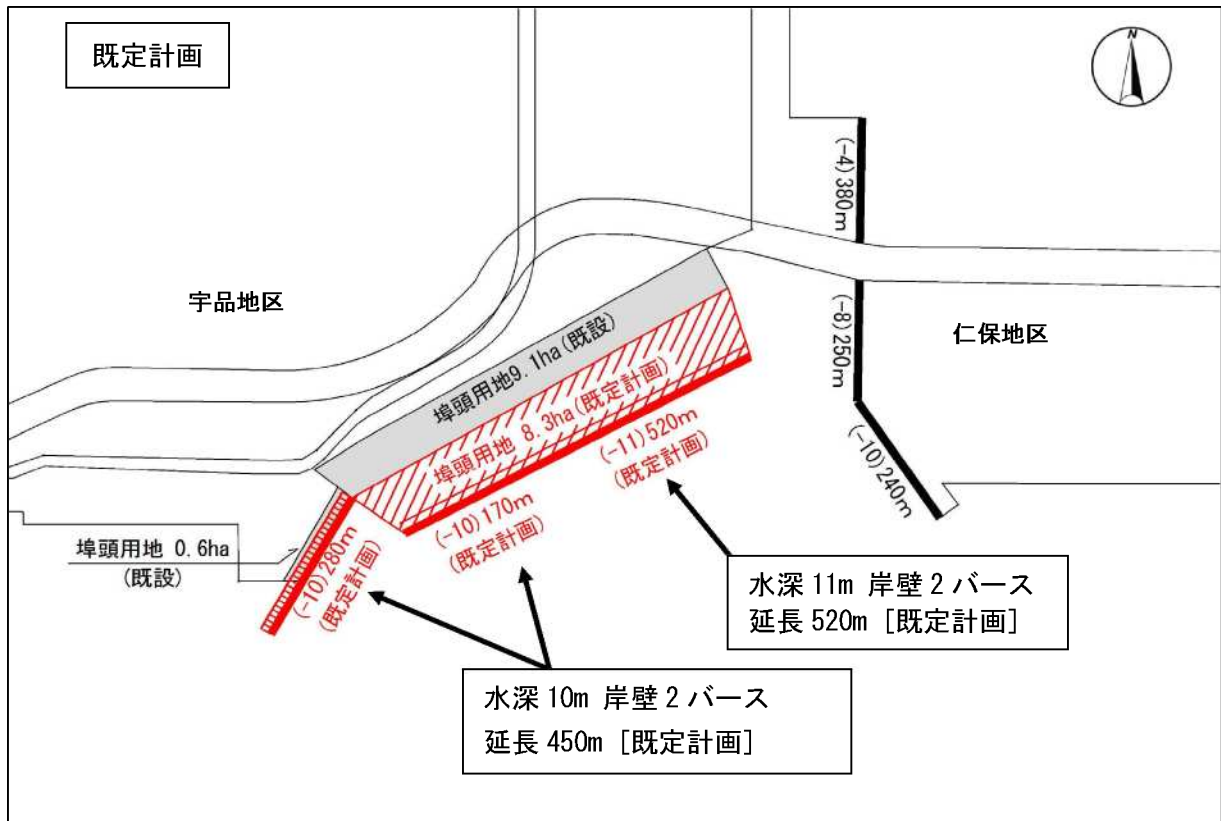 既定計画
N
(-4)380m
宇品地区
(-8)250m
仁保地区
埠頭用地9.1ha(既設)
埠頭用地 8.3ha(既定計画)
(-11)520m
(既定計画)
(-10)240m
(-10)170m
(既定計画)
埠頭用地 0.6ha
(既設)
(-10)280m
(既定計画)
水深 11m 岸壁 2 バース
延長 520m [既定計画]
水深 10m 岸壁 2 バース
延長 450m [既定計画]